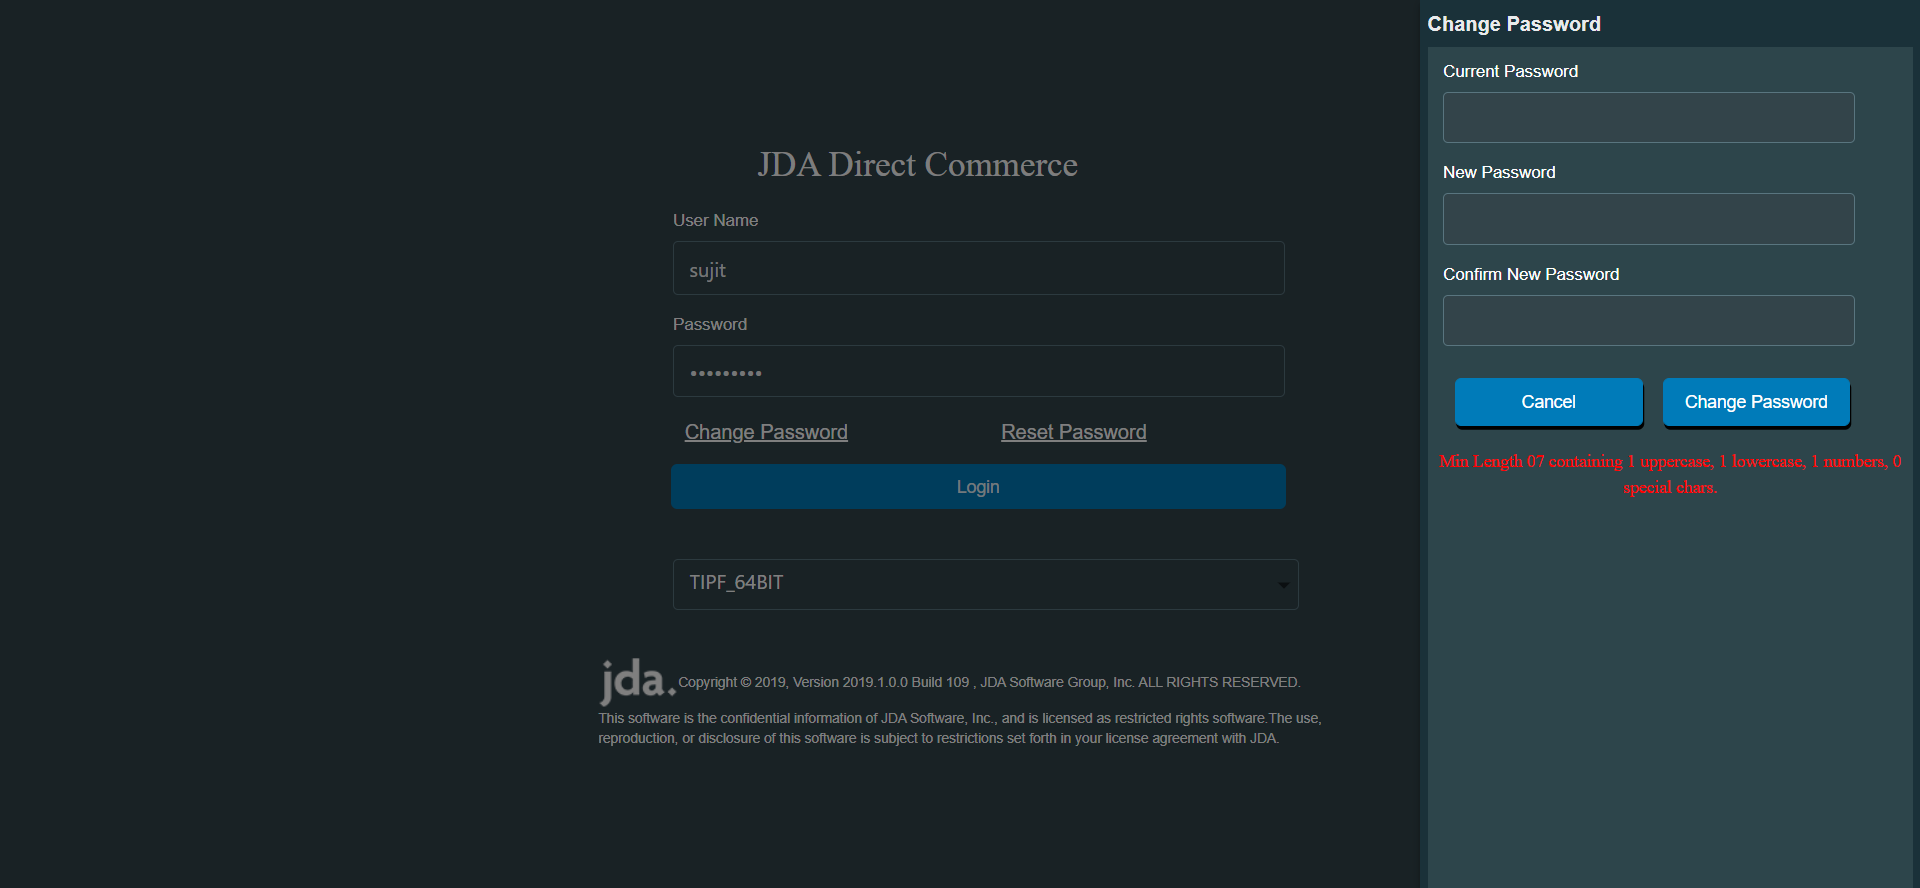 JDA Direct Commerce
User Name
sujit
Password
•••••••••
Change Password Reset Password
Login
TIPF_64BIT
jda. Copyright © 2019, Version 2019.1.0.0 Build 109 , JDA Software Group, Inc. ALL RIGHTS RESERVED.
This software is the confidential information of JDA Software, Inc., and is licensed as restricted rights software.The use,
reproduction, or disclosure of this software is subject to restrictions set forth in your license agreement with JDA.
Change Password
Current Password
New Password
Confirm New Password
Cancel Change Password
Min Length 07 containing 1 uppercase, 1 lowercase, 1 numbers, 0
special chars.